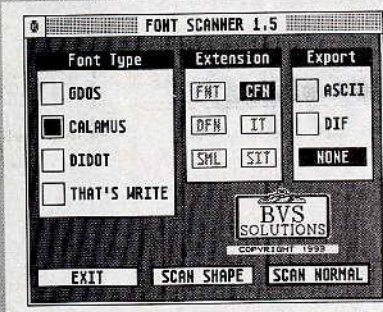 FONT SCANNER 1.5
Font Type
GDOS
CALAMUS
DIDOT
THAT'S WRITE
Extension
FNT CFN
OFN IT
SML SIT
Export
ASCII
DIF
NONE
BVS
SOLUTIONS
COPYRIGHT 1993
EXIT SCAN SHAPE SCAN NORMAL